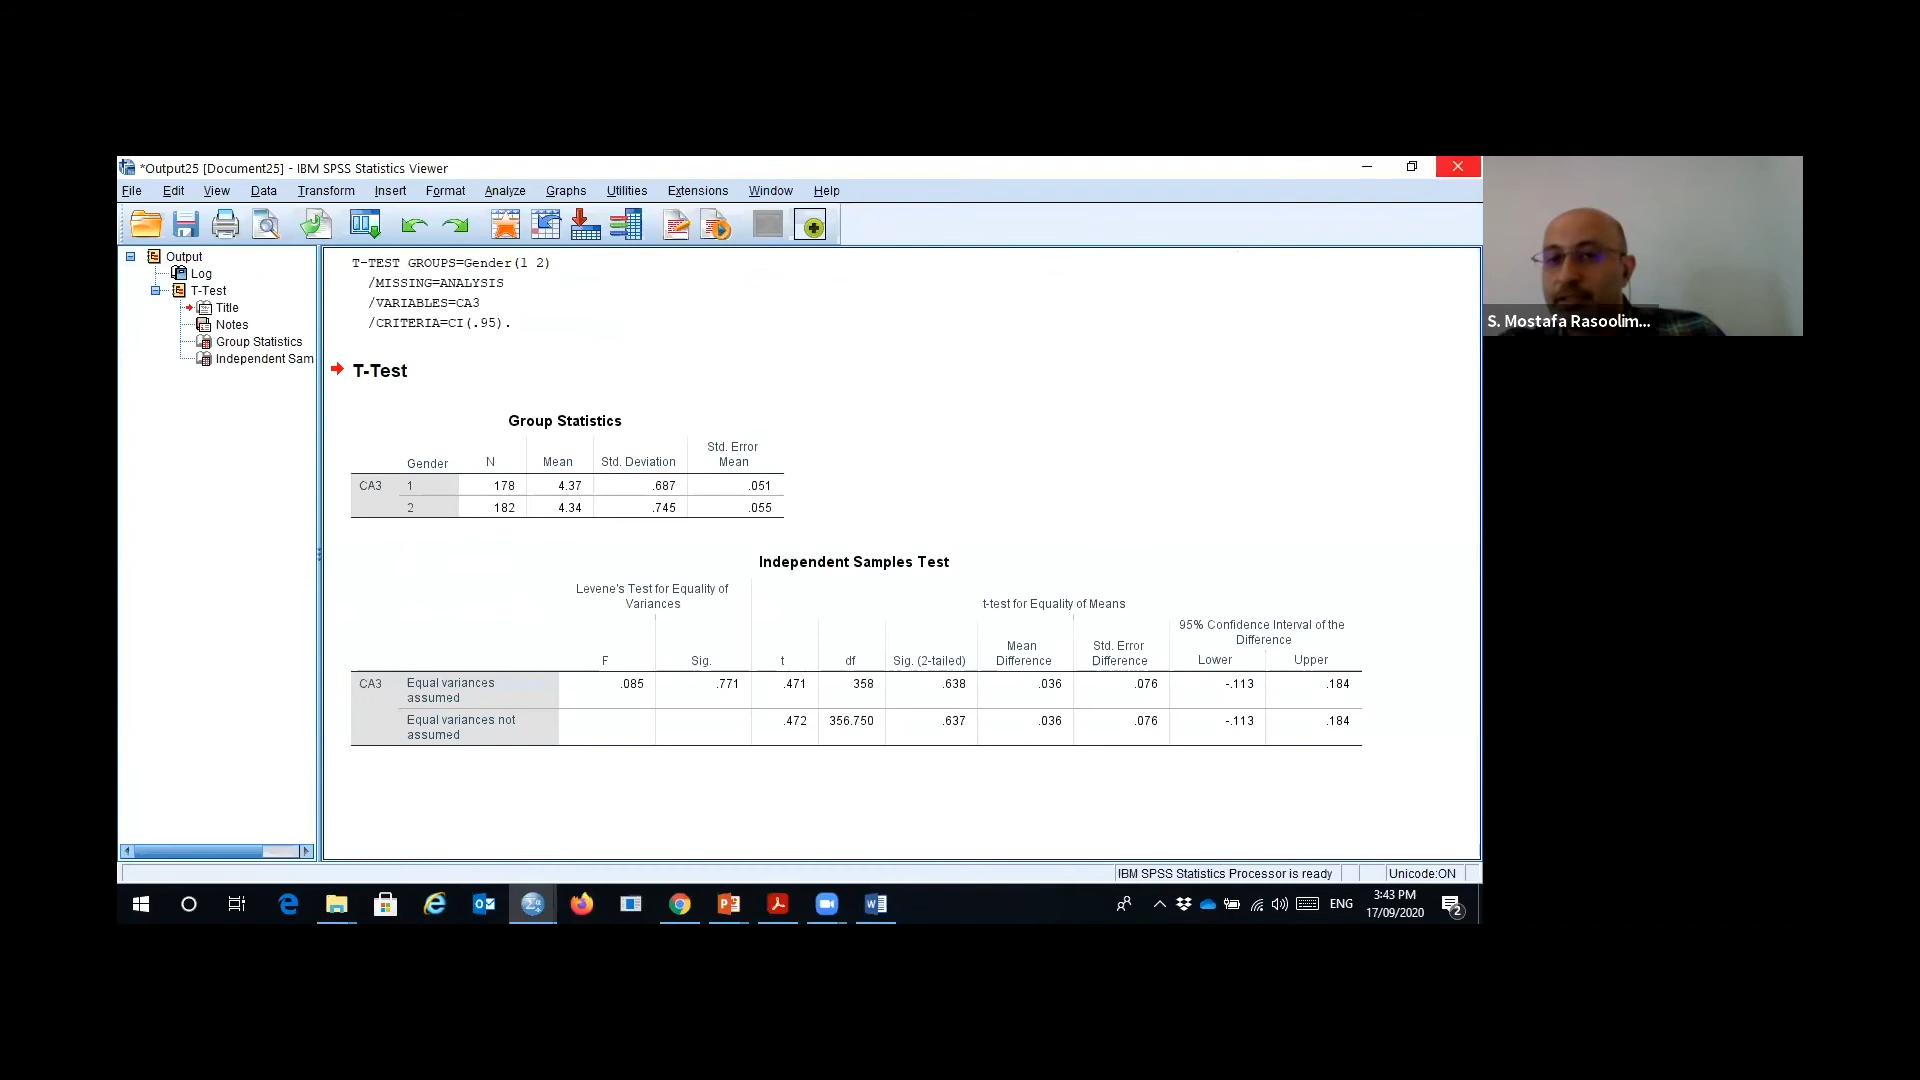 *Output25 [Document25] - IBM SPSS Statistics Viewer
File Edit View Data Transform Insert Format Analyze Graphs Utilities Extensions Window Help
Output
Log
T-Test
Title
Notes
Group Statistics
Independent Sam
T-TEST GROUPS=Gender(1 2)
/MISSING=ANALYSIS
/VARIABLES=CA3
/CRITERIA=CI(.95).
T-Test
Group Statistics
Gender N Mean Std. Deviation Std. Error Mean
CA3 1 178 4.37 .687 .051
2 182 4.34 .745 .055
Independent Samples Test
Levene's Test for Equality of Variances
t-test for Equality of Means
95% Confidence Interval of the Difference
F Sig. t df Sig. (2-tailed) Mean Difference Std. Error Difference Lower Upper
CA3 Equal variances assumed .085 .771 .471 358 .638 .036 .076 -.113 .184
Equal variances not assumed .472 356.750 .637 .036 .076 -.113 .184
S. Mostafa Rasoolim...
IBM SPSS Statistics Processor is ready Unicode:ON
ENG
3:43 PM
17/09/2020
2